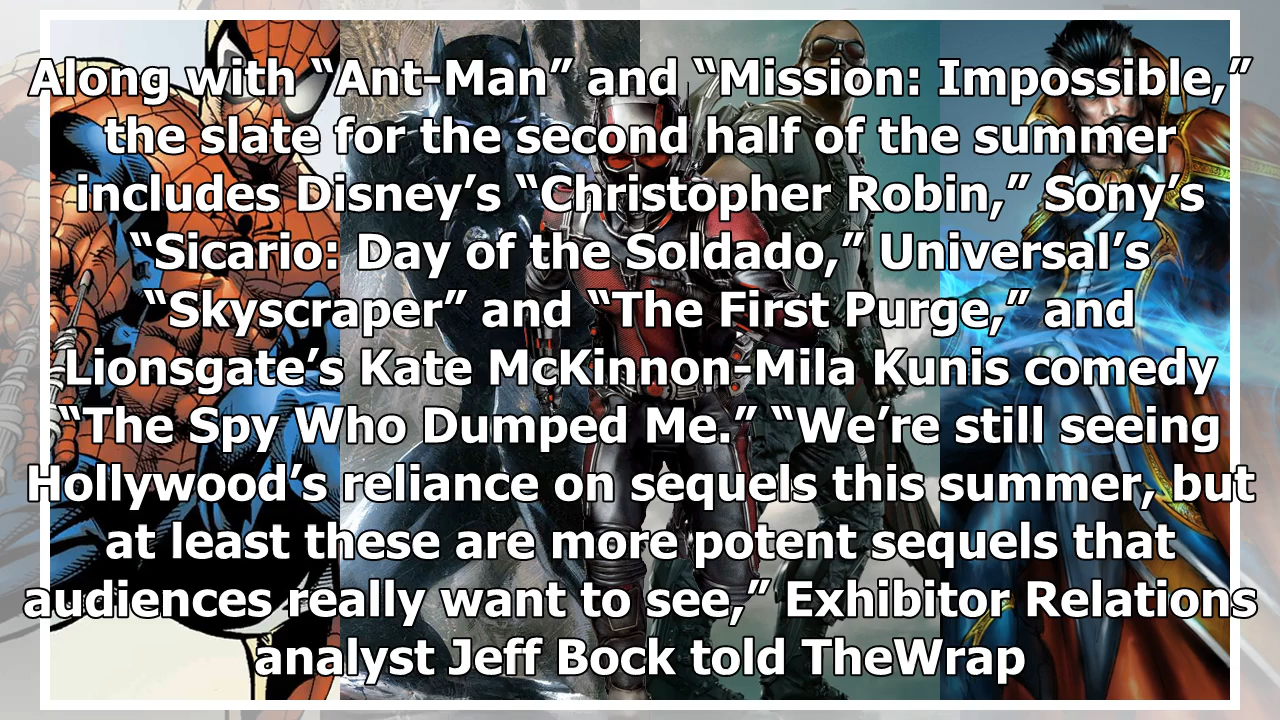 Along with “Ant-Man” and “Mission: Impossible,”
the slate for the second half of the summer
includes Disney’s “Christopher Robin,” Sony’s
“Sicario: Day of the Soldado,” Universal’s
“Skyscraper” and “The First Purge,” and
Lionsgate’s Kate McKinnon-Mila Kunis comedy
“The Spy Who Dumped Me.” “We’re still seeing
Hollywood’s reliance on sequels this summer, but
at least these are more potent sequels that
audiences really want to see,” Exhibitor Relations
analyst Jeff Bock told TheWrap